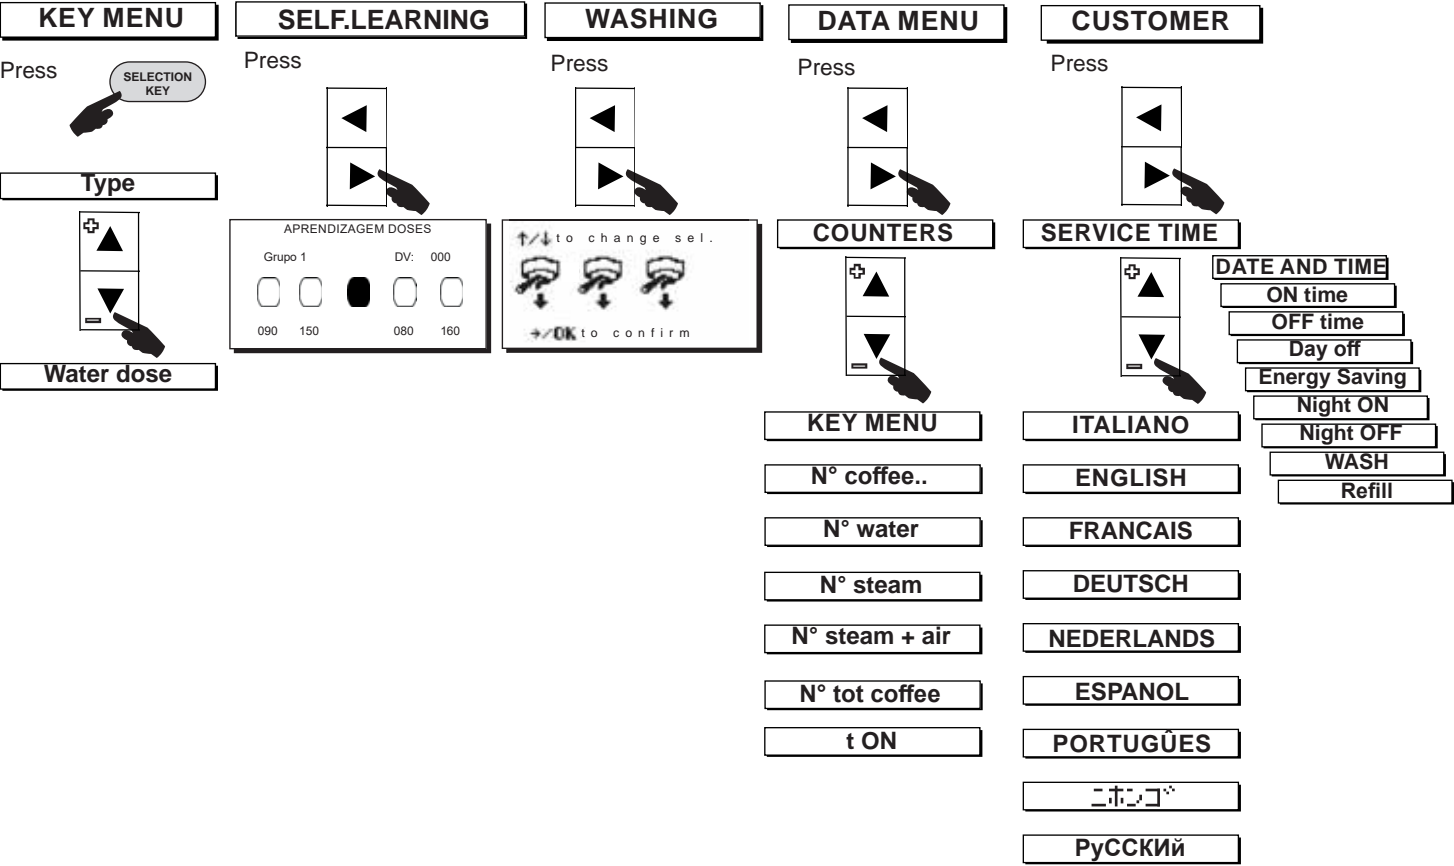 KEY MENU
Press
SELECTION
KEY
Type
Water dose
SELF.LEARNING
Press
APRENDIZAGEM DOSES
Grupo 1 DV: 000
090 150 080 160
WASHING
Press
↑/↓to change sel.
→/OK to confirm
DATA MENU
Press
COUNTERS
KEY MENU
N° coffee..
N° water
N° steam
N° steam + air
N° tot coffee
t ON
CUSTOMER
Press
SERVICE TIME
DATE AND TIME
ON time
OFF time
Day off
Energy Saving
Night ON
Night OFF
WASH
Refill
ITALIANO
ENGLISH
FRANCAIS
DEUTSCH
NEDERLANDS
ESPANOL
PORTUGÛES
ニホンゴ
РуССКИй